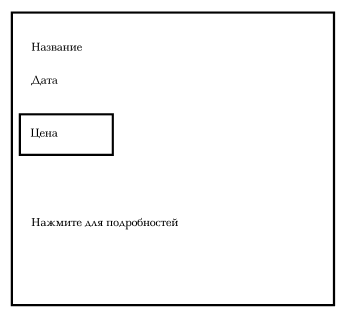 Название
Дата
Цена
Нажмите для подробностей